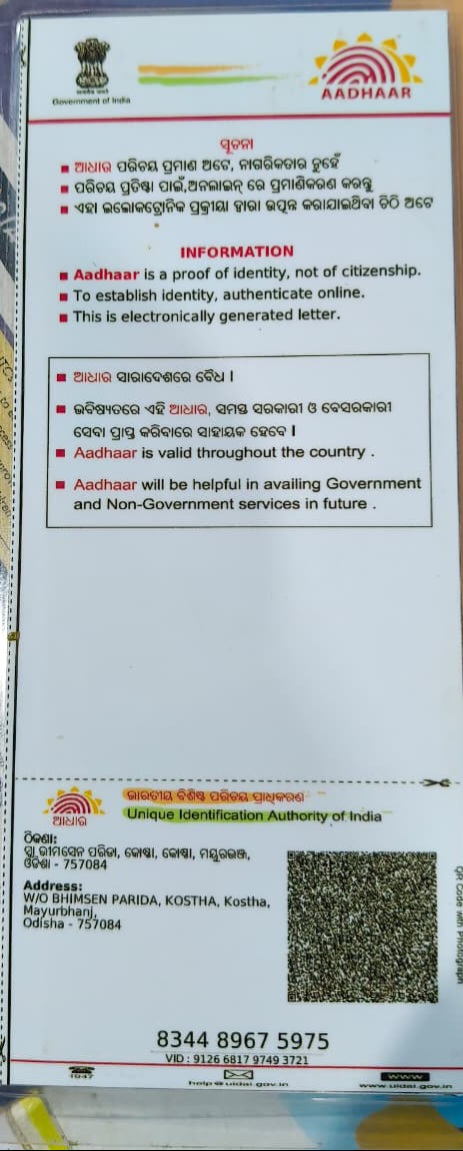 Government of India
AADHAAR
ସୂଚନା
ଆଧାର ପରିଚୟ ପ୍ରମାଣ ଅଟେ, ନାଗରିକତାର ନୁହେଁ
ପରିଚୟ ପ୍ରତିଷ୍ଠା ପାଇଁ,ଅନଲାଇନ୍ ରେ ପ୍ରମାଣିକରଣ କରନ୍ତୁ
ଏହା ଇଲୋକଟ୍ରୋନିକ ପ୍ରକ୍ରୀୟା ଦ୍ୱାରା ଉତ୍ପନ୍ନ କରାଯାଇଥିବା ଚିଠି ଅଟେ
INFORMATION
Aadhaar is a proof of identity, not of citizenship.
To establish identity, authenticate online.
This is electronically generated letter.
ଆଧାର ସାରାଦେଶରେ ବୈଧ ।
ଭବିଷ୍ୟତରେ ଏହି ଆଧାର, ସମସ୍ତ ସରକାରୀ ଓ ବେସରକାରୀ
ସେବା ପ୍ରାପ୍ତ କରିବାରେ ସାହାୟକ ହେବେ ।
Aadhaar is valid throughout the country .
Aadhaar will be helpful in availing Government
and Non-Government services in future .
ଭାରତୀୟ ବିଶିଷ୍ଟ ପରିଚୟ ପ୍ରାଧିକରଣ
ଆଧାର
Unique Identification Authority of India
ଠିକଣା:
ଭୀମସେନ ପରିଡା, କୋଷ୍ଠା, କୋଷ୍ଠା, ମୟୁରଭଞ୍ଜ,
ଓଡିଶା - 757084
Address:
W/O BHIMSEN PARIDA, KOSTHA, Kostha,
Mayurbhanj,
Odisha - 757084
QR Code with Photograph
8344 8967 5975
VID : 9126 6817 9749 3721
1947
help@uidai.gov.in
WWW
www.uidai.gov.in